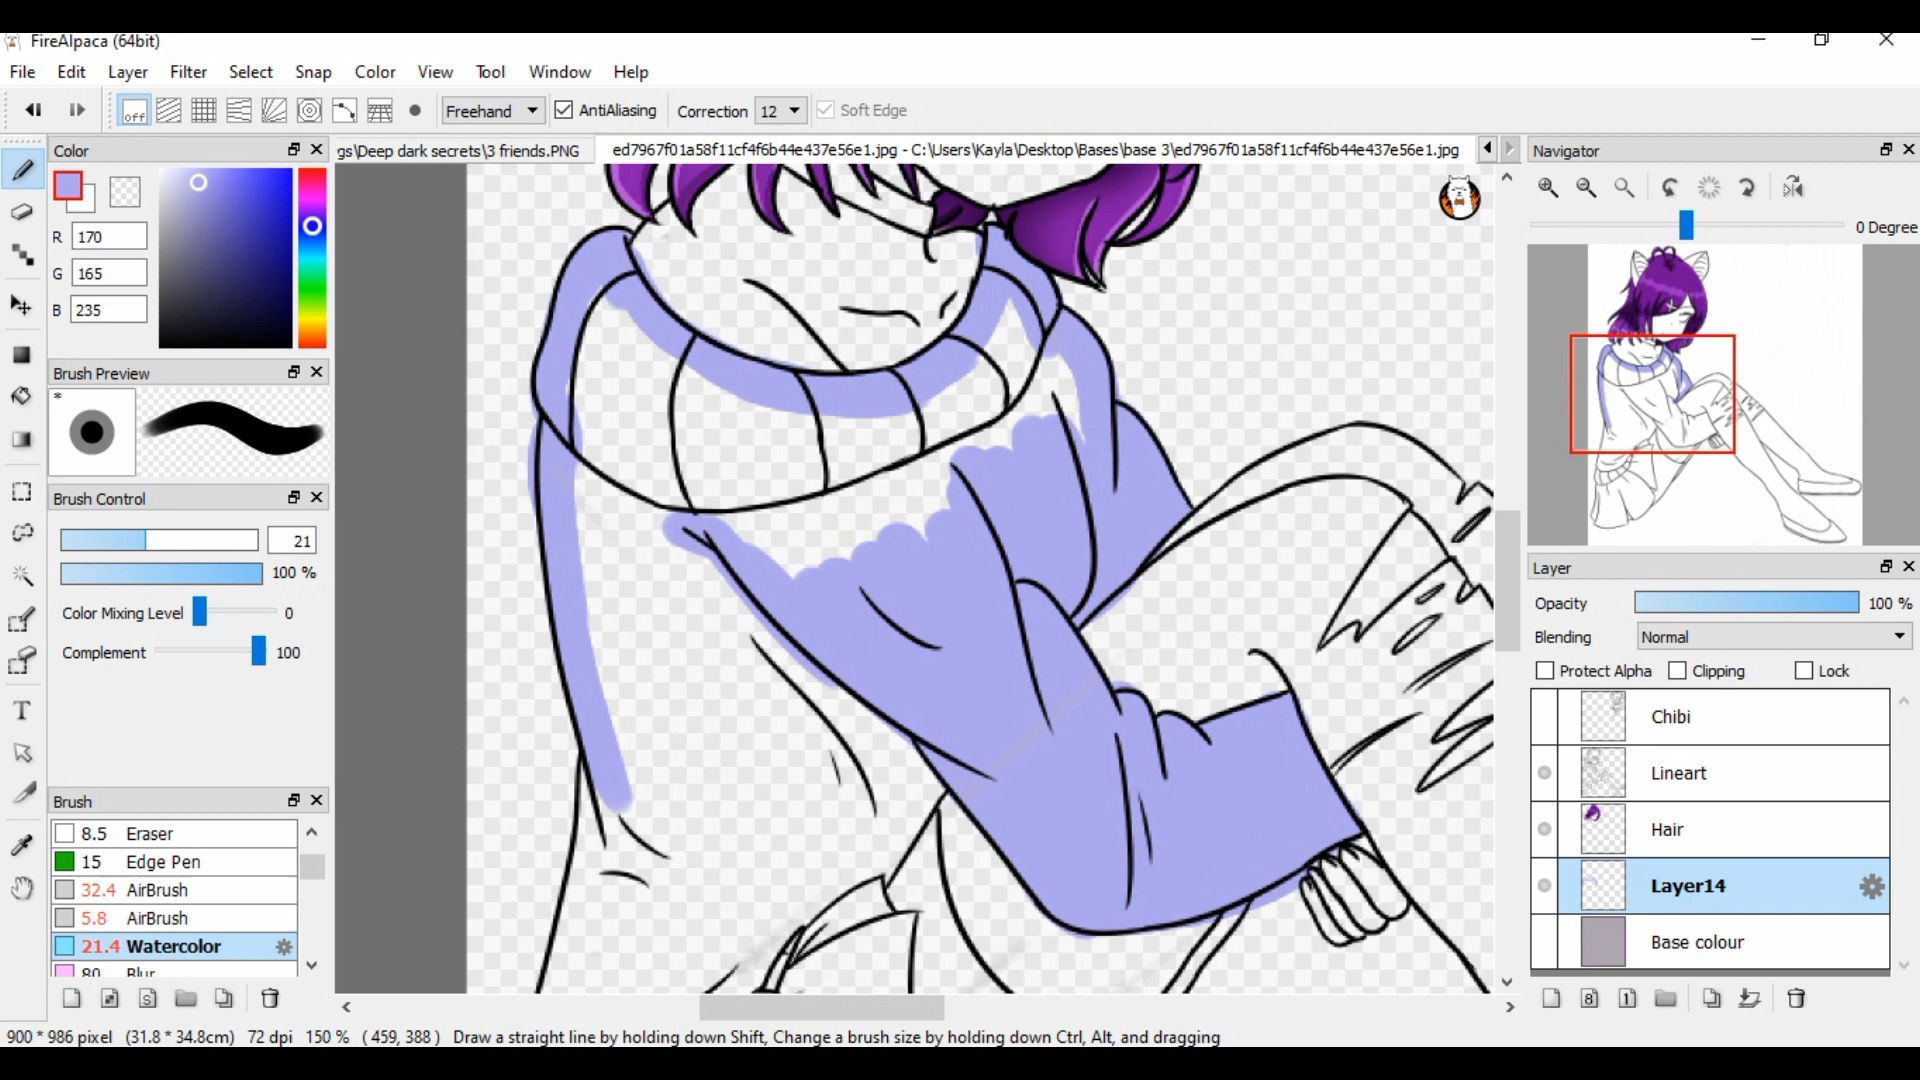 FireAlpaca (64bit)
File Edit Layer Filter Select Snap Color View Tool Window Help
off Freehand AntiAliasing Correction 12 Soft Edge
Color
gs\Deep dark secrets\3 friends.PNG
ed7967f01a58f11cf4f6b44e437e56e1.jpg - C:\Users\Kayla\Desktop\Bases\base 3\ed7967f01a58f11cf4f6b44e437e56e1.jpg
Navigator
0 Degree
R 170
G 165
B 235
Brush Preview
*
Brush Control
21
100 %
Color Mixing Level 0
Complement 100
Brush
8.5 Eraser
15 Edge Pen
32.4 AirBrush
5.8 AirBrush
21.4 Watercolor
80 Blur
S
Layer
Opacity 100 %
Blending Normal
Protect Alpha Clipping Lock
Chibi
Lineart
Hair
Layer14
Base colour
8 1
T
900 * 986 pixel (31.8 * 34.8cm) 72 dpi 150 % ( 459, 388 ) Draw a straight line by holding down Shift, Change a brush size by holding down Ctrl, Alt, and dragging